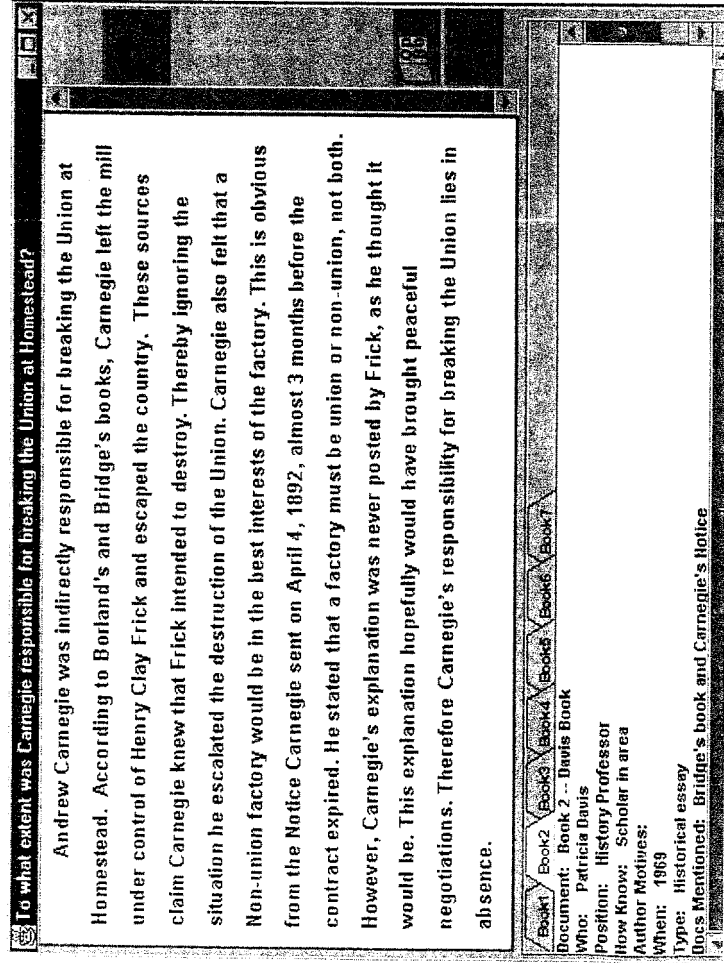 To what extent was Carnegie responsible for breaking the Union at Homestead?
Andrew Carnegie was indirectly responsible for breaking the Union at
Homestead. According to Borland's and Bridge's books, Carnegie left the mill
under control of Henry Clay Frick and escaped the country. These sources
claim Carnegie knew that Frick intended to destroy. Thereby ignoring the
situation he escalated the destruction of the Union. Carnegie also felt that a
Non-union factory would be in the best interests of the factory. This is obvious
from the Notice Carnegie sent on April 4, 1892, almost 3 months before the
contract expired. He stated that a factory must be union or non-union, not both.
However, Carnegie's explanation was never posted by Frick, as he thought it
would be. This explanation hopefully would have brought peaceful
negotiations. Therefore Carnegie's responsibility for breaking the Union lies in
absence.
Book1 Book2 Book3 Book4 Book5 Book6 Book7
Document: Book 2 -- Davis Book
Who: Patricia Davis
Position: History Professor
How Know: Scholar in area
Author Motives:
When: 1969
Type: Historical essay
Docs Mentioned: Bridge's book and Carnegie's Notice